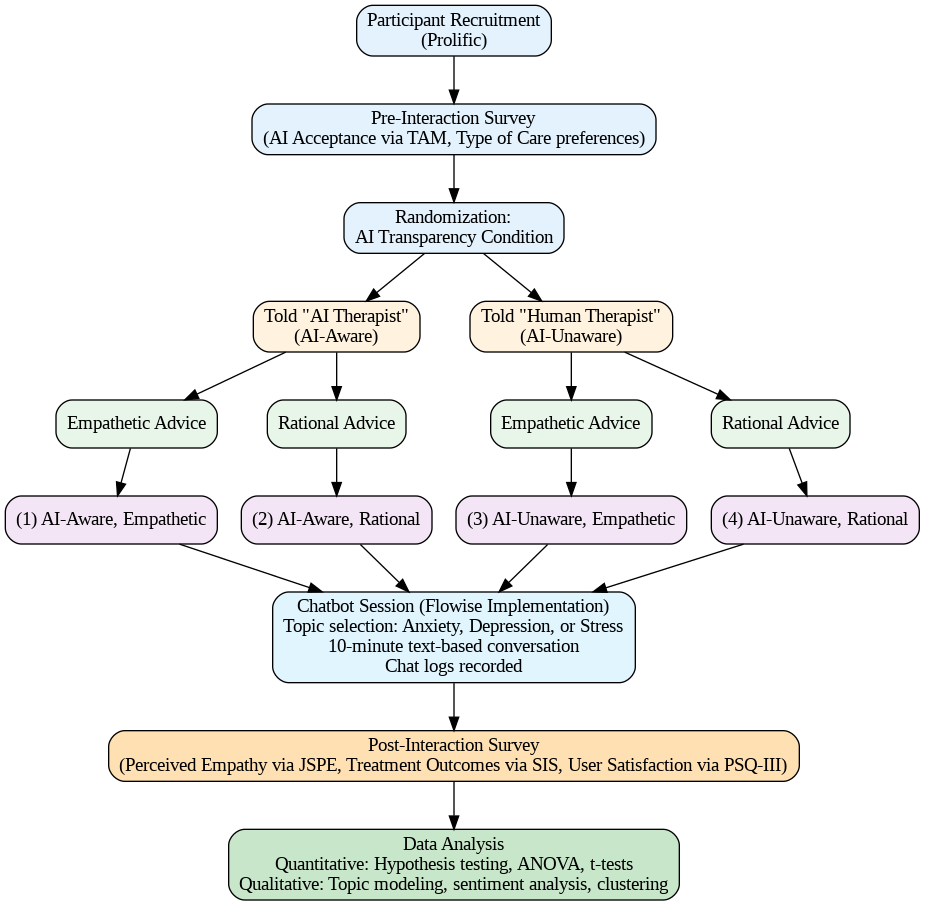 Participant Recruitment
(Prolific)
Pre-Interaction Survey
(AI Acceptance via TAM, Type of Care preferences)
Randomization:
AI Transparency Condition
Told "AI Therapist"
(AI-Aware)
Told "Human Therapist"
(AI-Unaware)
Empathetic Advice
Rational Advice
Empathetic Advice
Rational Advice
(1) AI-Aware, Empathetic
(2) AI-Aware, Rational
(3) AI-Unaware, Empathetic
(4) AI-Unaware, Rational
Chatbot Session (Flowise Implementation)
Topic selection: Anxiety, Depression, or Stress
10-minute text-based conversation
Chat logs recorded
Post-Interaction Survey
(Perceived Empathy via JSPE, Treatment Outcomes via SIS, User Satisfaction via PSQ-III)
Data Analysis
Quantitative: Hypothesis testing, ANOVA, t-tests
Qualitative: Topic modeling, sentiment analysis, clustering